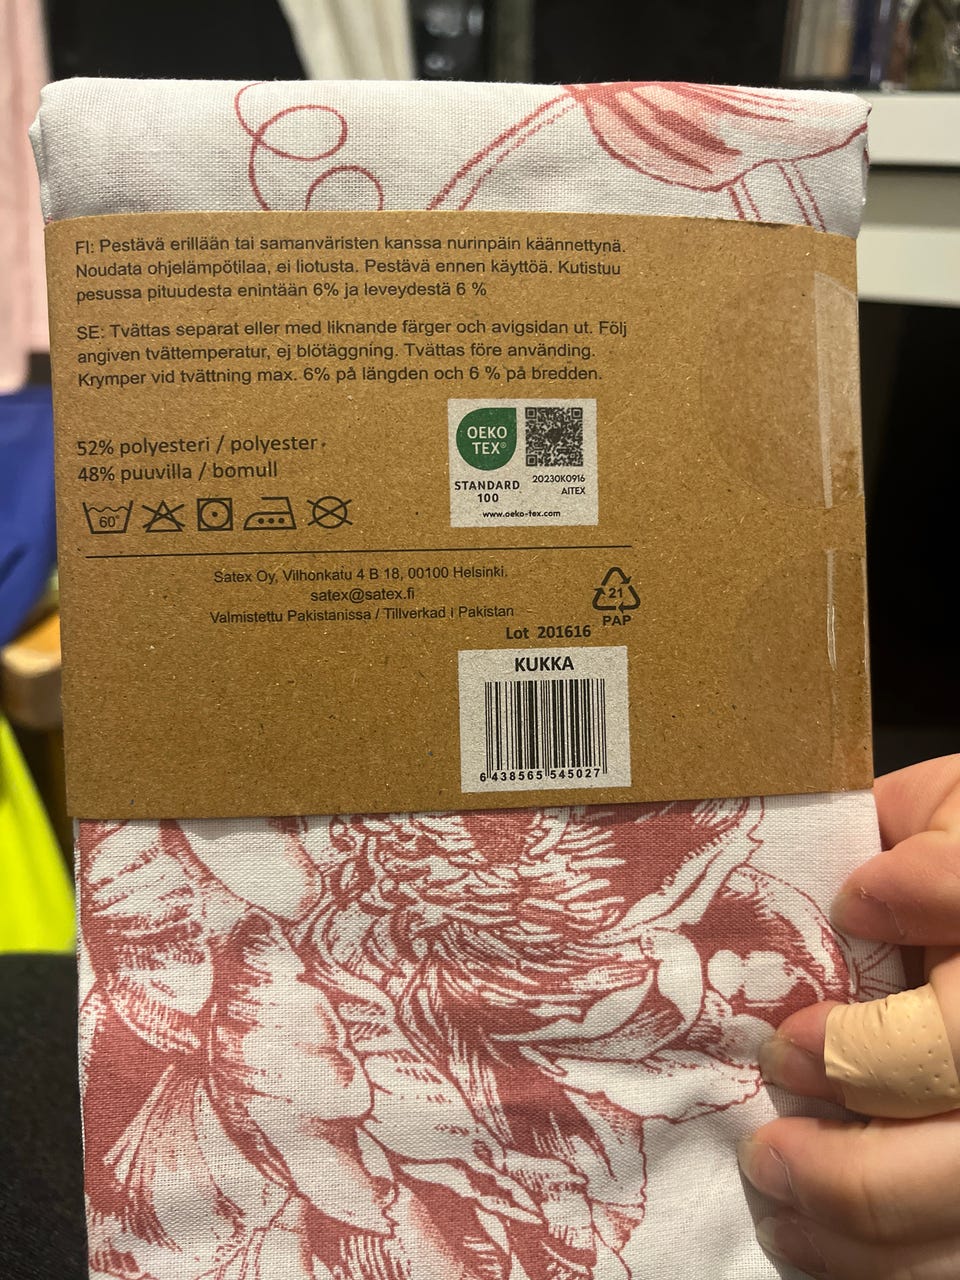 FI: Pestävä erillään tai samanväristen kanssa nurinpäin käännettynä.
Noudata ohjelämpötilaa, ei liotusta. Pestävä ennen käyttöä. Kutistuu
pesussa pituudesta enintään 6% ja leveydestä 6 %
SE: Tvättas separat eller med liknande färger och avigsidan ut. Följ
angiven tvättemperatur, ej blötäggning. Tvättas före använding.
Krymper vid tvättning max. 6% på längden och 6 % på bredden.
52% polyesteri / polyester
48% puuvilla / bomull
60°
OEKO
TEX®
STANDARD
100
20230K0916
AITEX
www.oeko-tex.com
Satex Oy, Vilhonkatu 4 B 18, 00100 Helsinki.
satex@satex.fi
Valmistettu Pakistanissa / Tillverkad i Pakistan
21
PAP
Lot 201616
KUKKA
6 438565 545027